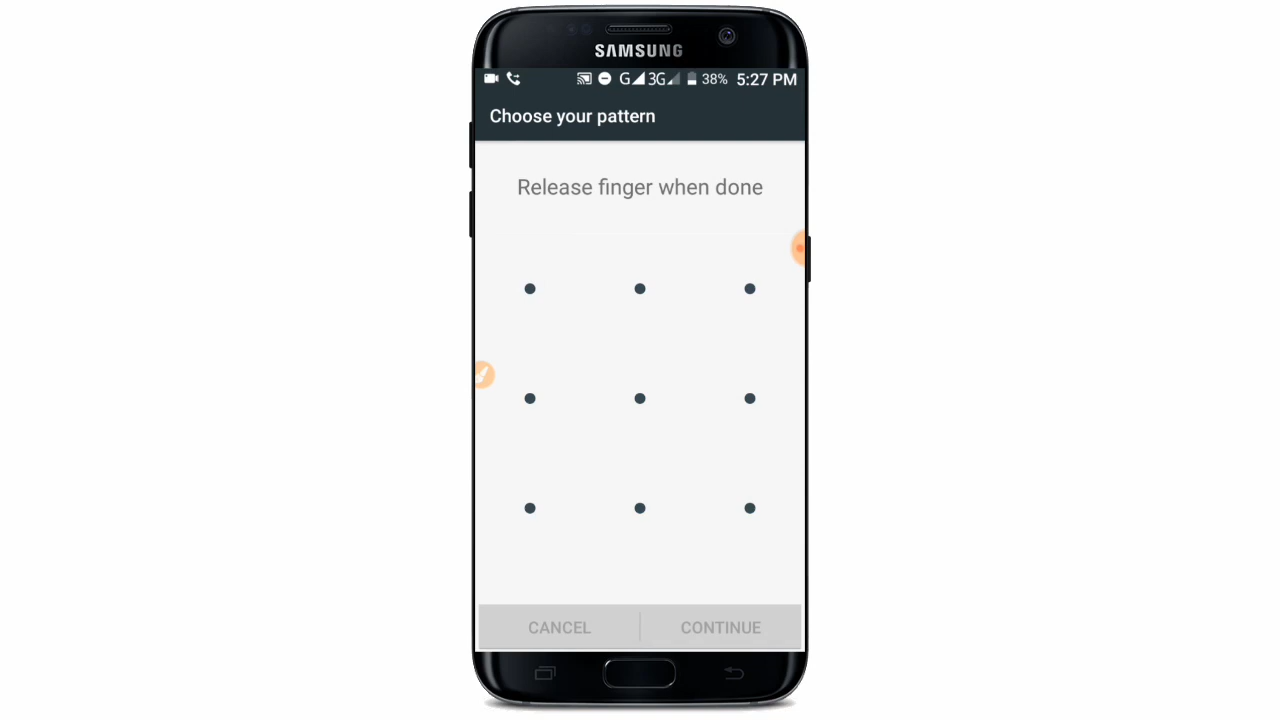 SAMSUNG
G 3G 38% 5:27 PM
Choose your pattern
Release finger when done
CANCEL CONTINUE